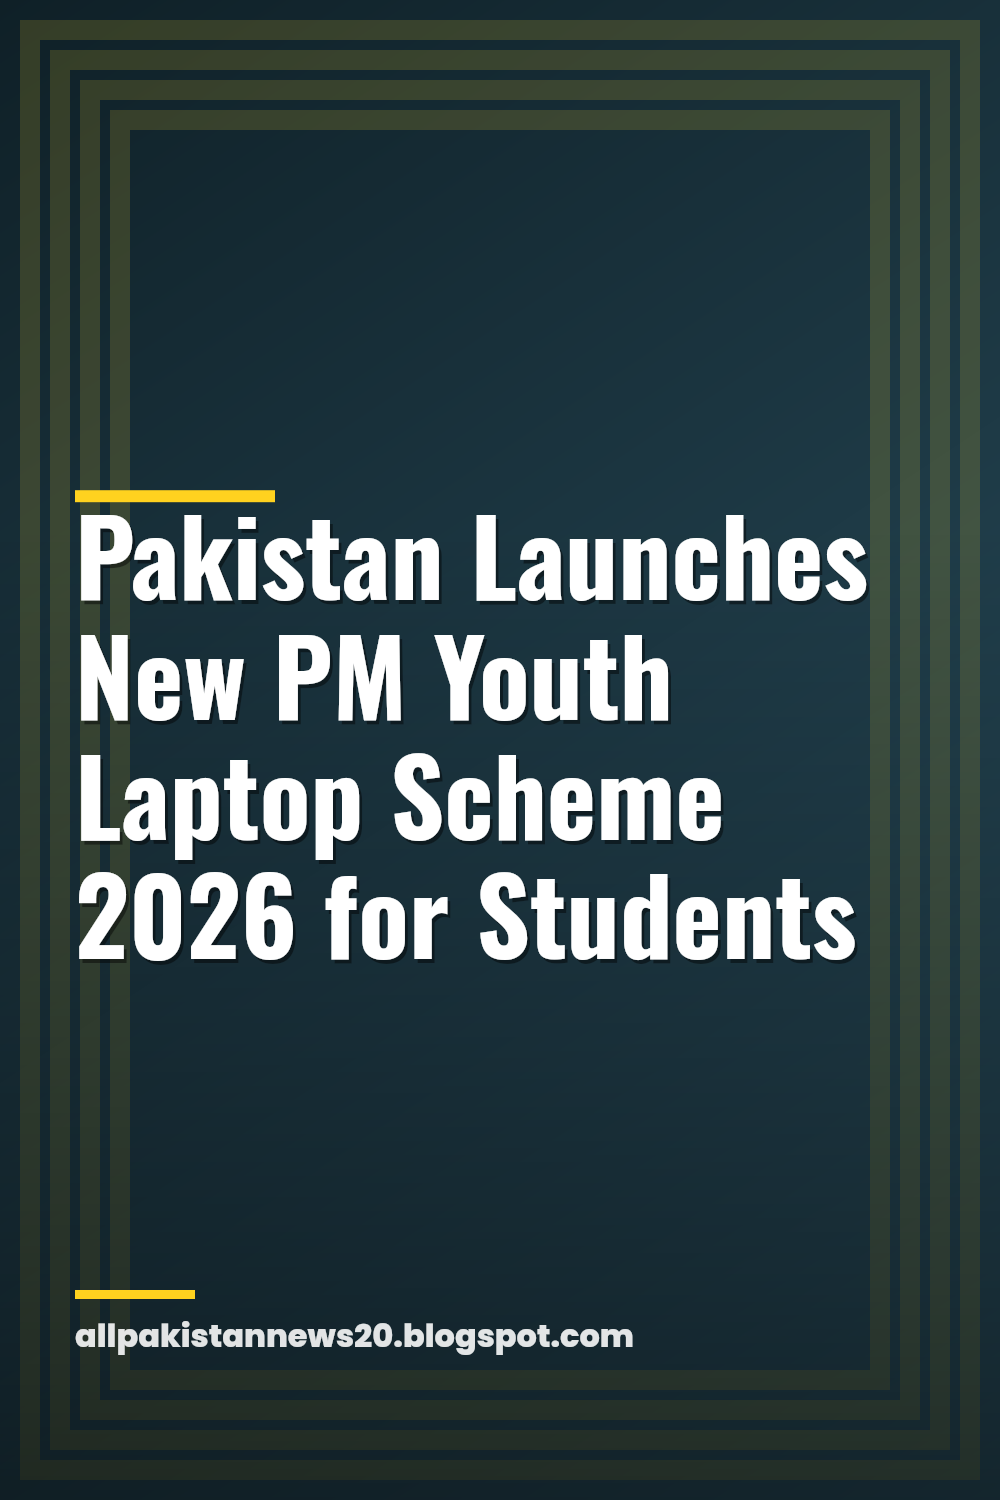 Pakistan Launches
New PM Youth
Laptop Scheme
2026 for Students
allpakistannews20.blogspot.com